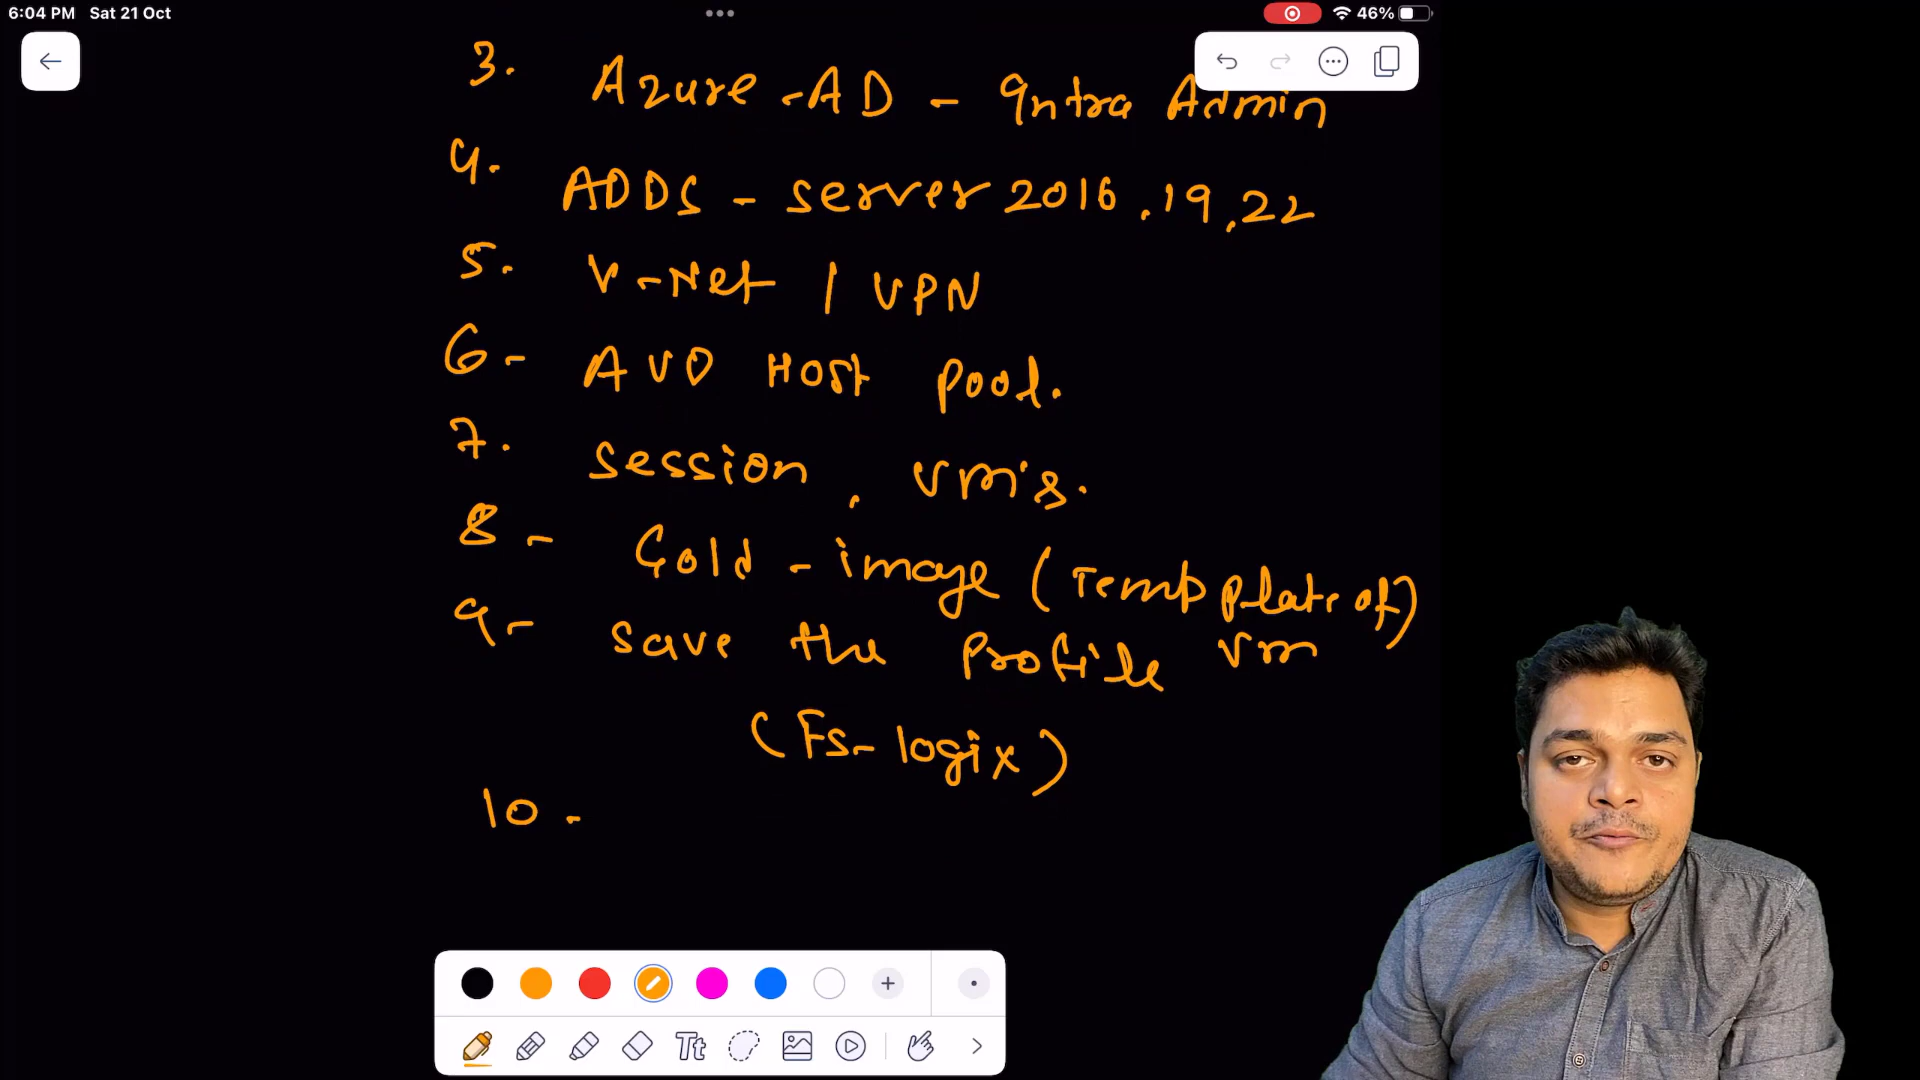 6:04 PM Sat 21 Oct
46%
3. Azure -AD - Intra Admin
4. ADDS - server 2016, 19, 22
5. V-Net / VPN
6- AVD Host Pool.
7. session, vm's.
8- Gold - image (Template of)
9- save the Profile vm
(Fs-logix)
10-
Tt